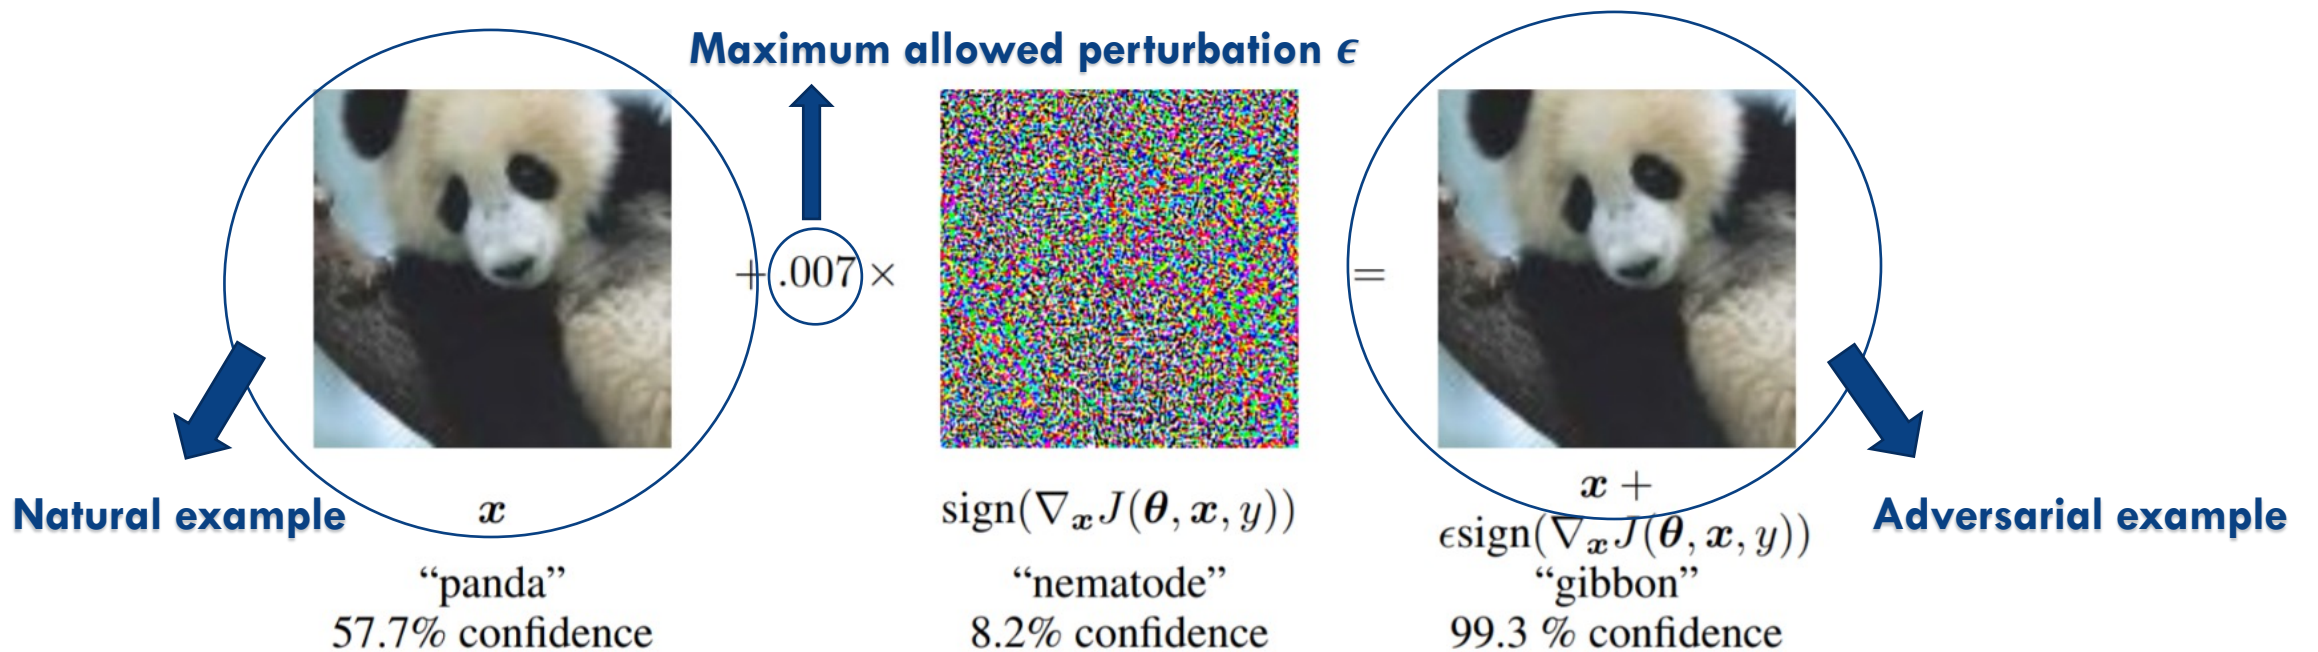 Maximum allowed perturbation ϵ
+ .007 ×
=
Natural example
x
sign(∇ₓJ(θ, x, y))
x +
ϵsign(∇ₓJ(θ, x, y))
Adversarial example
“panda”
57.7% confidence
“nematode”
8.2% confidence
“gibbon”
99.3 % confidence